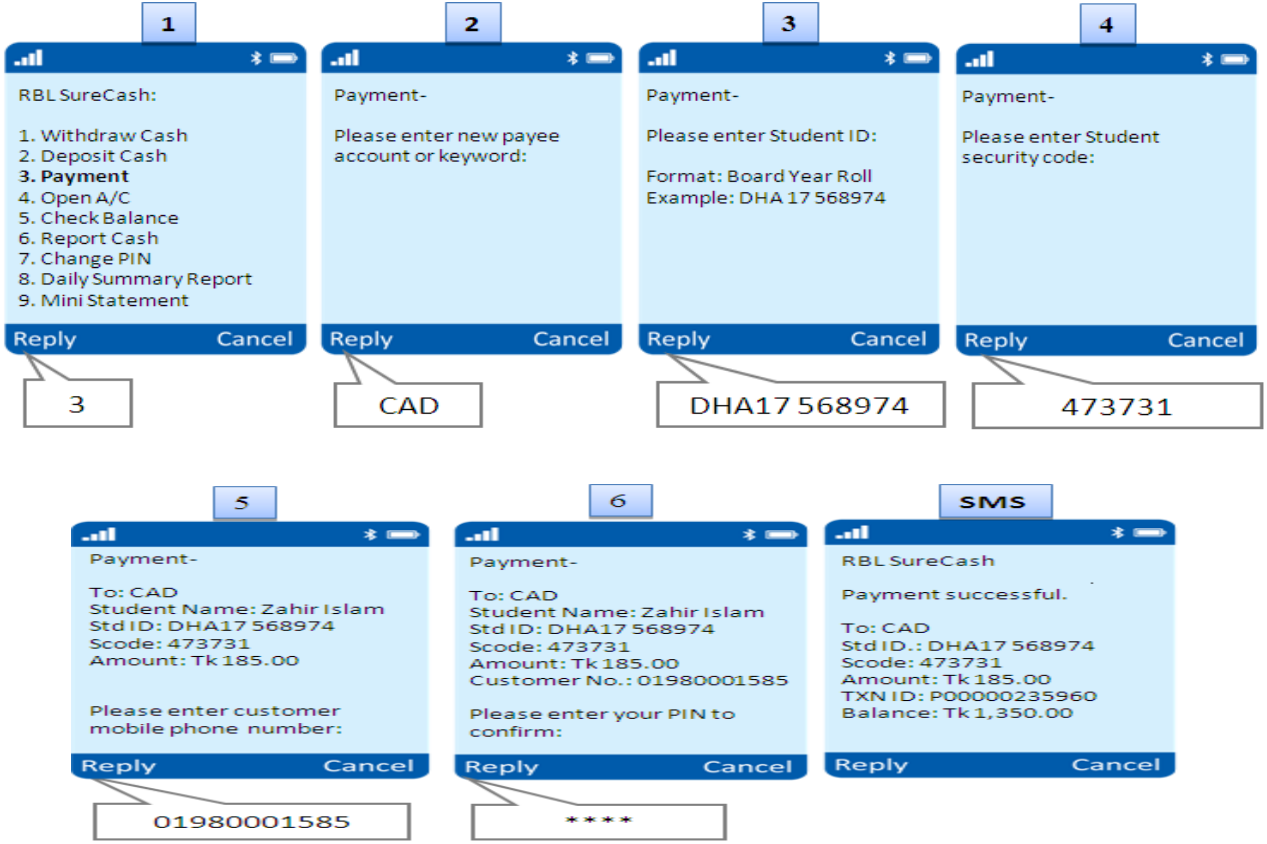 1
RBL SureCash:
1. Withdraw Cash
2. Deposit Cash
3. Payment
4. Open A/C
5. Check Balance
6. Report Cash
7. Change PIN
8. Daily Summary Report
9. Mini Statement
Reply Cancel
3
2
Payment-
Please enter new payee
account or keyword:
Reply Cancel
CAD
3
Payment-
Please enter Student ID:
Format: Board Year Roll
Example: DHA 17 568974
Reply Cancel
DHA17 568974
4
Payment-
Please enter Student
security code:
Reply Cancel
473731
5
Payment-
To: CAD
Student Name: Zahir Islam
Std ID: DHA17 568974
Scode: 473731
Amount: Tk 185.00
Please enter customer
mobile phone number:
Reply Cancel
01980001585
6
Payment-
To: CAD
Student Name: Zahir Islam
Std ID: DHA17 568974
Scode: 473731
Amount: Tk 185.00
Customer No.: 01980001585
Please enter your PIN to
confirm:
Reply Cancel
****
SMS
RBL SureCash
Payment successful.
To: CAD
Std ID.: DHA17 568974
Scode: 473731
Amount: Tk 185.00
TXN ID: P00000235960
Balance: Tk 1,350.00
Reply Cancel